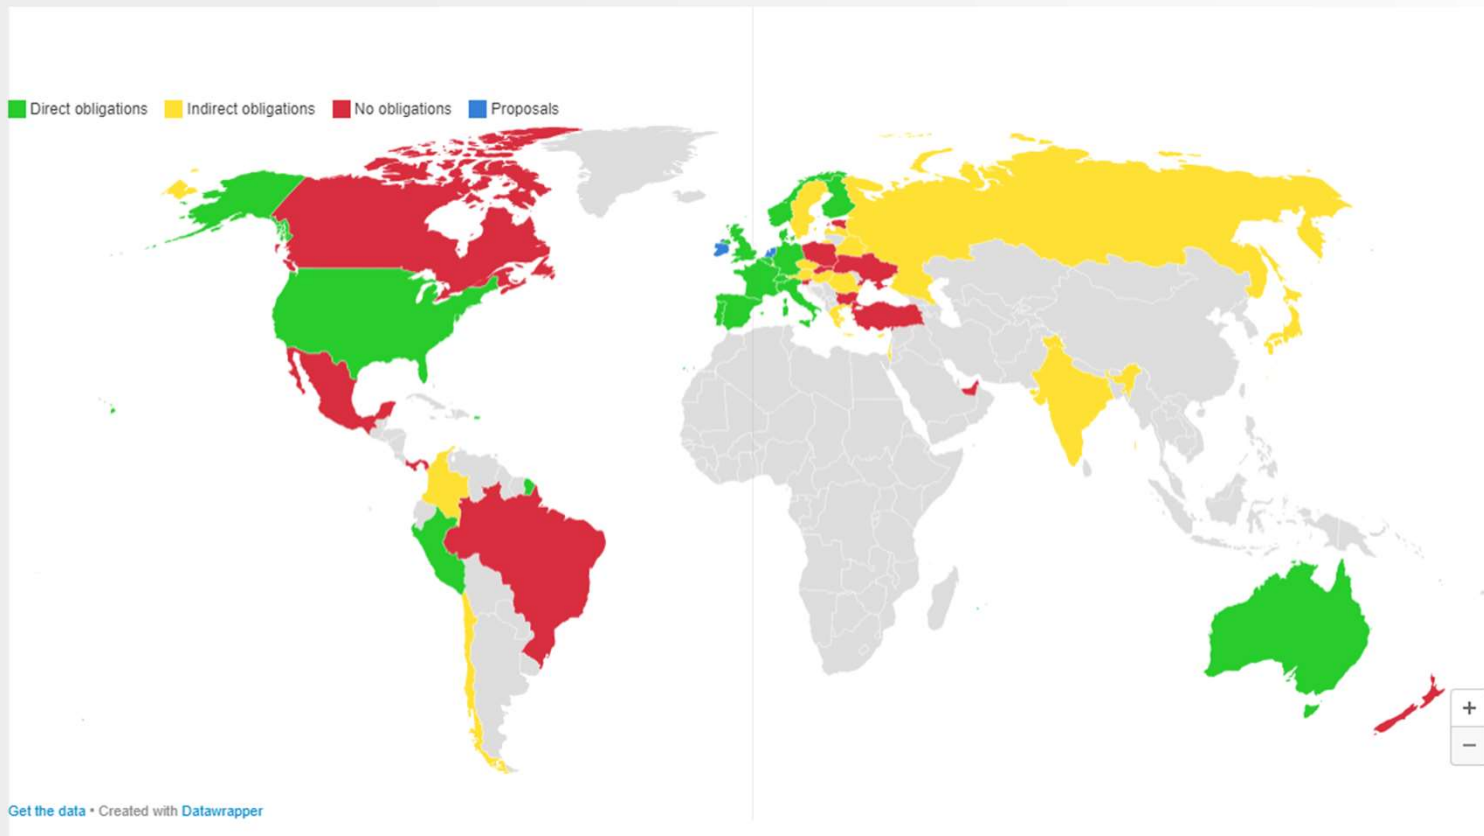 Direct obligations Indirect obligations No obligations Proposals
+
−
Get the data • Created with Datawrapper